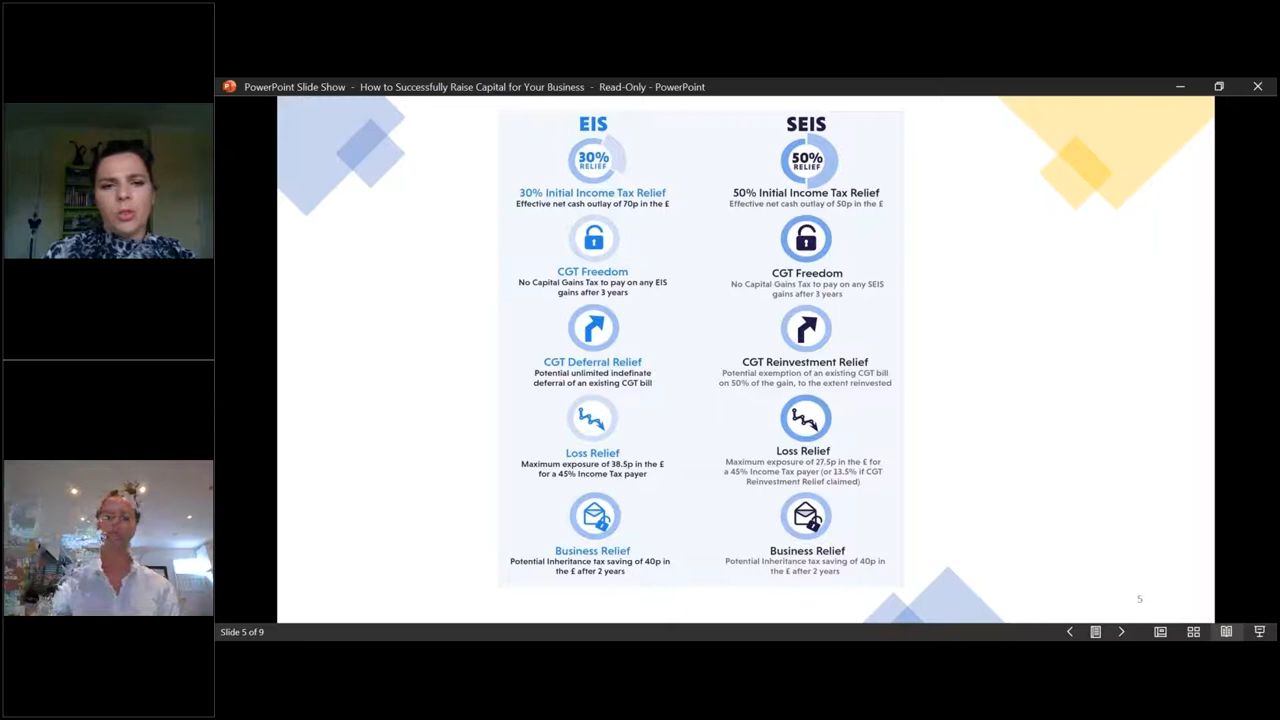 PowerPoint Slide Show - How to Successfully Raise Capital for Your Business - Read-Only - PowerPoint
EIS
30%
RELIEF
30% Initial Income Tax Relief
Effective net cash outlay of 70p in the £
CGT Freedom
No Capital Gains Tax to pay on any EIS
gains after 3 years
CGT Deferral Relief
Potential unlimited indefinate
deferral of an existing CGT bill
Loss Relief
Maximum exposure of 38.5p in the £
for a 45% Income Tax payer
Business Relief
Potential Inheritance tax saving of 40p in
the £ after 2 years
SEIS
50%
RELIEF
50% Initial Income Tax Relief
Effective net cash outlay of 50p in the £
CGT Freedom
No Capital Gains Tax to pay on any SEIS
gains after 3 years
CGT Reinvestment Relief
Potential exemption of an existing CGT bill
on 50% of the gain, to the extent reinvested
Loss Relief
Maximum exposure of 27.5p in the £ for
a 45% Income Tax payer (or 13.5% if CGT
Reinvestment Relief claimed)
Business Relief
Potential Inheritance tax saving of 40p in
the £ after 2 years
5
Slide 5 of 9